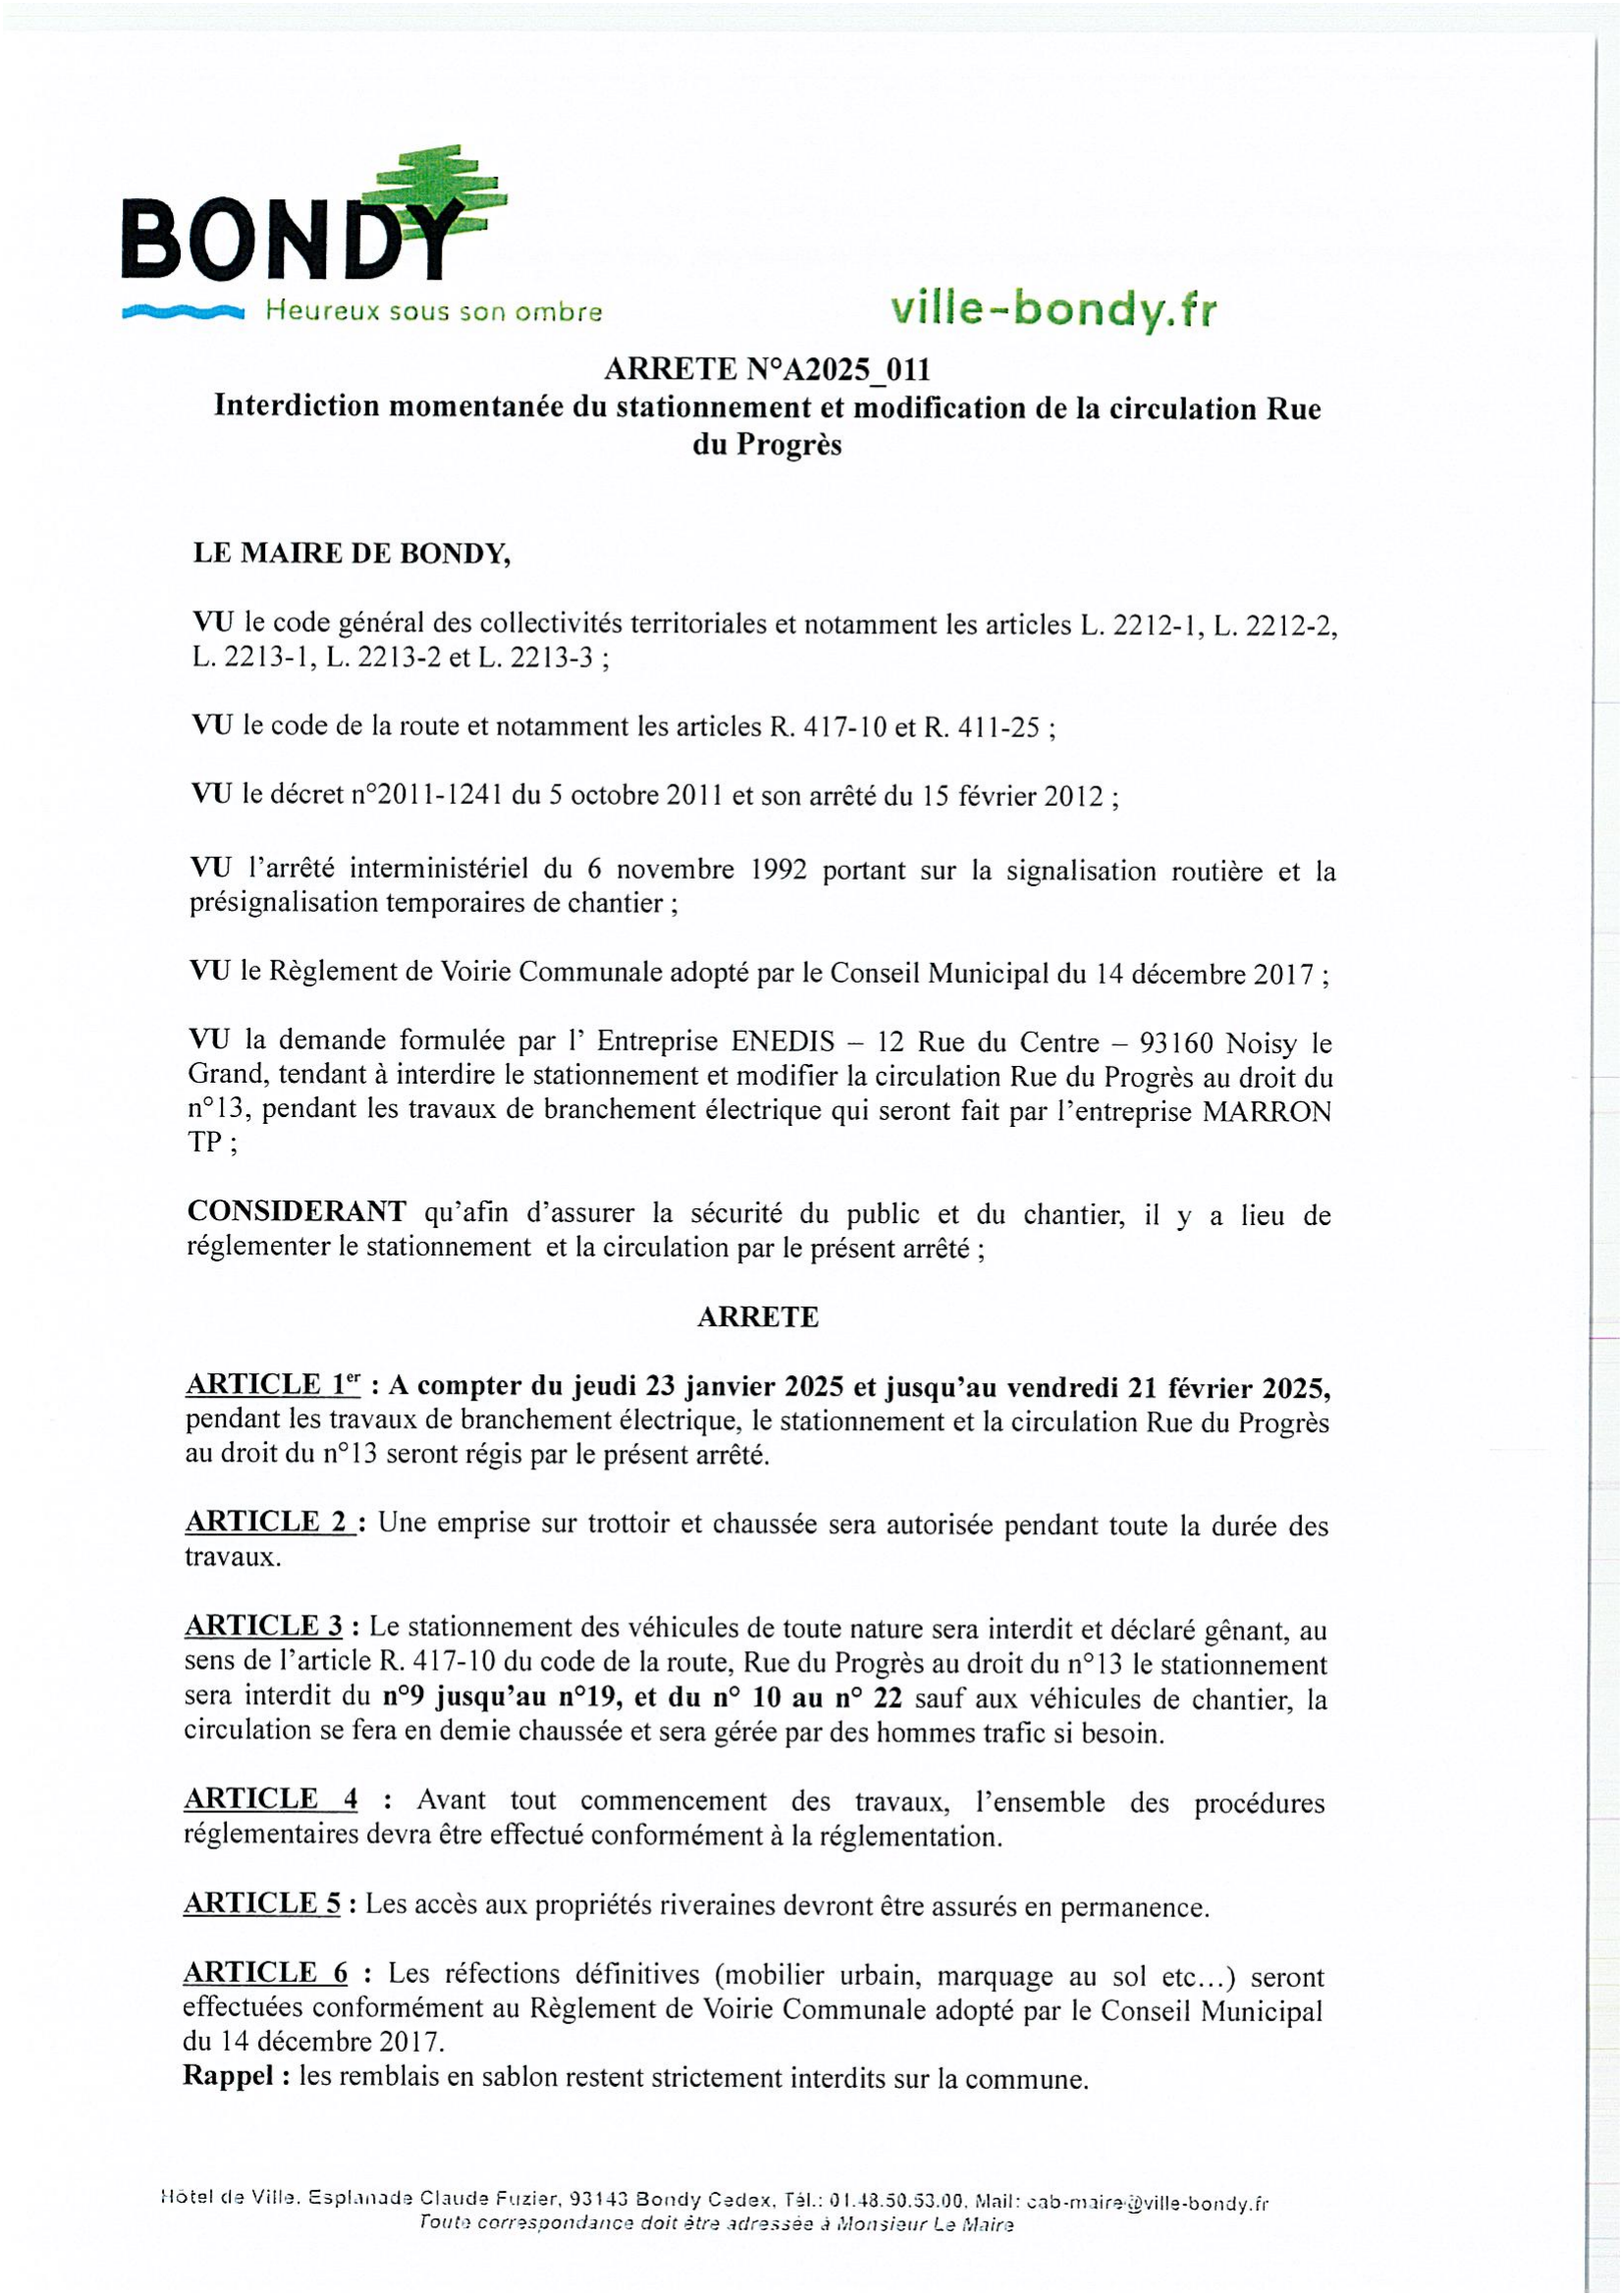 BONDY
Heureux sous son ombre
ville-bondy.fr
ARRETE N°A2025_011
Interdiction momentanée du stationnement et modification de la circulation Rue
du Progrès
LE MAIRE DE BONDY,
VU le code général des collectivités territoriales et notamment les articles L. 2212-1, L. 2212-2,
L. 2213-1, L. 2213-2 et L. 2213-3 ;
VU le code de la route et notamment les articles R. 417-10 et R. 411-25 ;
VU le décret n°2011-1241 du 5 octobre 2011 et son arrêté du 15 février 2012 ;
VU l'arrêté interministériel du 6 novembre 1992 portant sur la signalisation routière et la
présignalisation temporaires de chantier ;
VU le Règlement de Voirie Communale adopté par le Conseil Municipal du 14 décembre 2017 ;
VU la demande formulée par l' Entreprise ENEDIS – 12 Rue du Centre – 93160 Noisy le
Grand, tendant à interdire le stationnement et modifier la circulation Rue du Progrès au droit du
n°13, pendant les travaux de branchement électrique qui seront fait par l'entreprise MARRON
TP ;
CONSIDERANT qu'afin d'assurer la sécurité du public et du chantier, il y a lieu de
réglementer le stationnement et la circulation par le présent arrêté ;
ARRETE
ARTICLE 1er : A compter du jeudi 23 janvier 2025 et jusqu'au vendredi 21 février 2025,
pendant les travaux de branchement électrique, le stationnement et la circulation Rue du Progrès
au droit du n°13 seront régis par le présent arrêté.
ARTICLE 2 : Une emprise sur trottoir et chaussée sera autorisée pendant toute la durée des
travaux.
ARTICLE 3 : Le stationnement des véhicules de toute nature sera interdit et déclaré gênant, au
sens de l'article R. 417-10 du code de la route, Rue du Progrès au droit du n°13 le stationnement
sera interdit du n°9 jusqu'au n°19, et du n° 10 au n° 22 sauf aux véhicules de chantier, la
circulation se fera en demie chaussée et sera gérée par des hommes trafic si besoin.
ARTICLE 4 : Avant tout commencement des travaux, l'ensemble des procédures
réglementaires devra être effectué conformément à la réglementation.
ARTICLE 5 : Les accès aux propriétés riveraines devront être assurés en permanence.
ARTICLE 6 : Les réfections définitives (mobilier urbain, marquage au sol etc...) seront
effectuées conformément au Règlement de Voirie Communale adopté par le Conseil Municipal
du 14 décembre 2017.
Rappel : les remblais en sablon restent strictement interdits sur la commune.
Hôtel de Ville. Esplanade Claude Fuzier, 93143 Bondy Cedex, Tél.: 01.48.50.53.00. Mail: cab-maire@ville-bondy.fr
Toute correspondance doit être adressée à Monsieur Le Maire